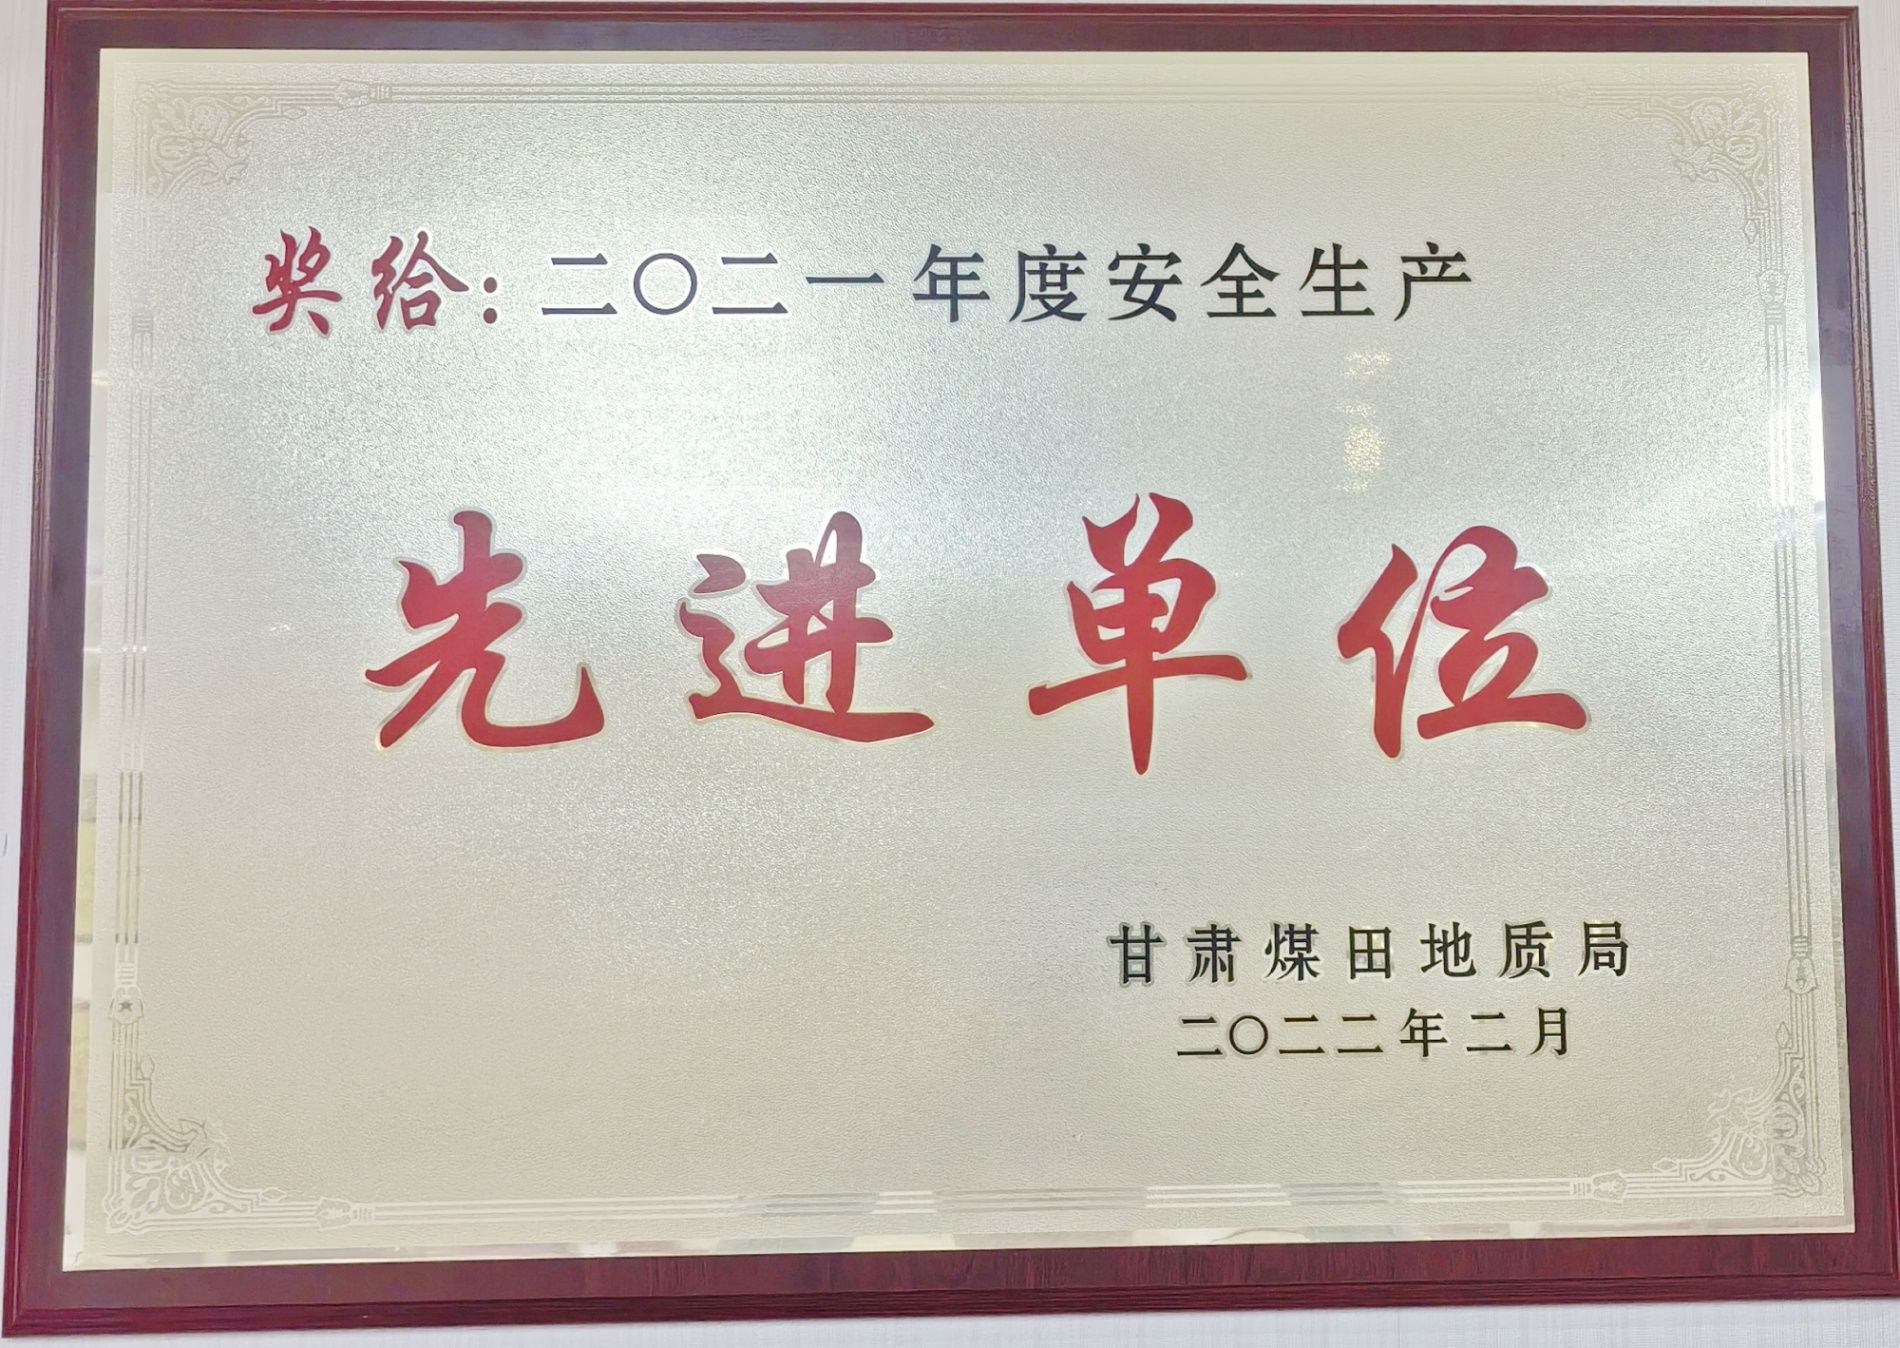 奖给：二〇二一年度安全生产
先进单位
甘肃煤田地质局
二〇二二年二月